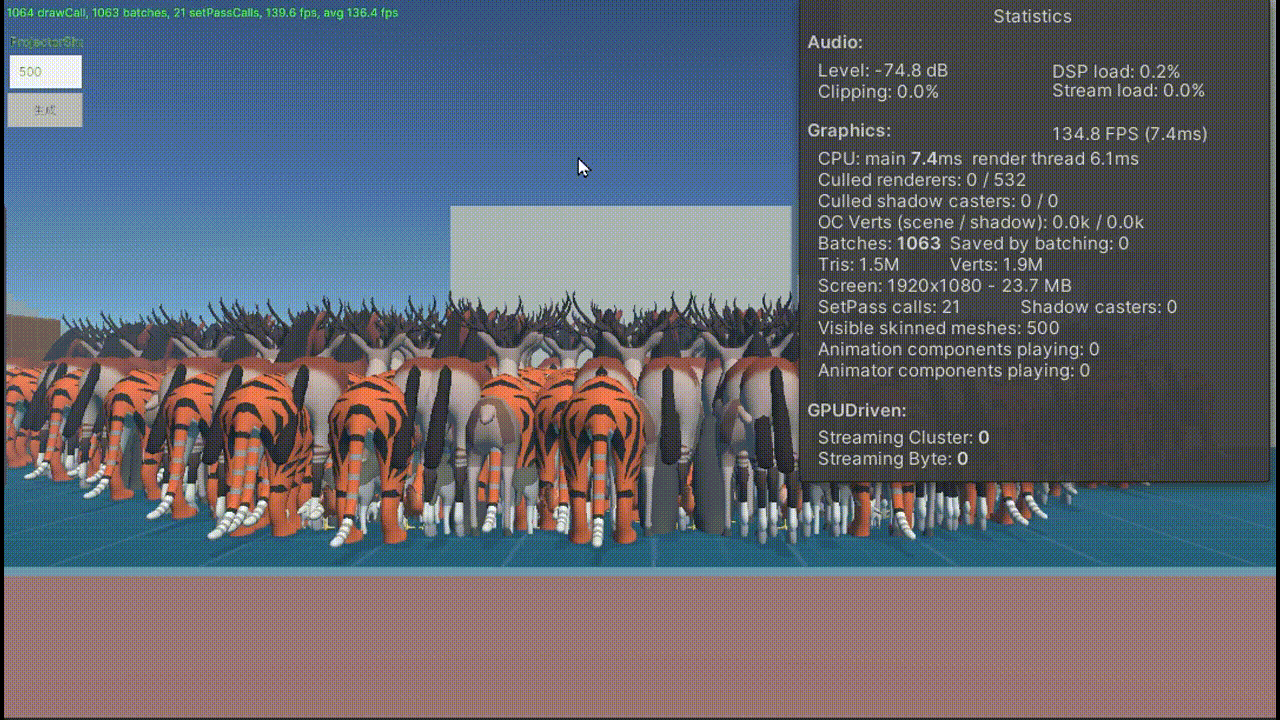 1064 drawCall, 1063 batches, 21 setPassCalls, 139.6 fps, avg 136.4 fps
500
生成
Statistics
Audio:
Level: -74.8 dB
DSP load: 0.2%
Clipping: 0.0%
Stream load: 0.0%
Graphics:
134.8 FPS (7.4ms)
CPU: main 7.4ms render thread 6.1ms
Culled renderers: 0 / 532
Culled shadow casters: 0 / 0
OC Verts (scene / shadow): 0.0k / 0.0k
Batches: 1063 Saved by batching: 0
Tris: 1.5M Verts: 1.9M
Screen: 1920x1080 - 23.7 MB
SetPass calls: 21 Shadow casters: 0
Visible skinned meshes: 500
Animation components playing: 0
Animator components playing: 0
GPUDriven:
Streaming Cluster: 0
Streaming Byte: 0